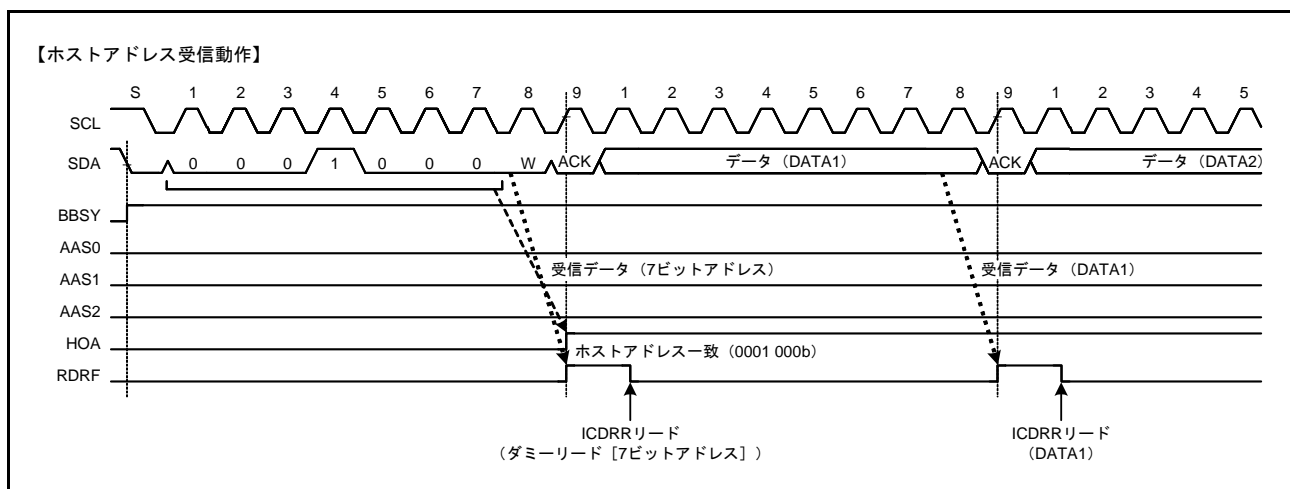 【ホストアドレス受信動作】
S 1 2 3 4 5 6 7 8 9 1 2 3 4 5 6 7 8 9 1 2 3 4 5
SCL
SDA 0 0 0 1 0 0 0 W ACK データ（DATA1） ACK データ（DATA2）
BBSY
AAS0
AAS1 受信データ（7ビットアドレス） 受信データ（DATA1）
AAS2
HOA ホストアドレス一致（0001 000b）
RDRF
ICDRRリード
（ダミーリード［7ビットアドレス］）
ICDRRリード
（DATA1）